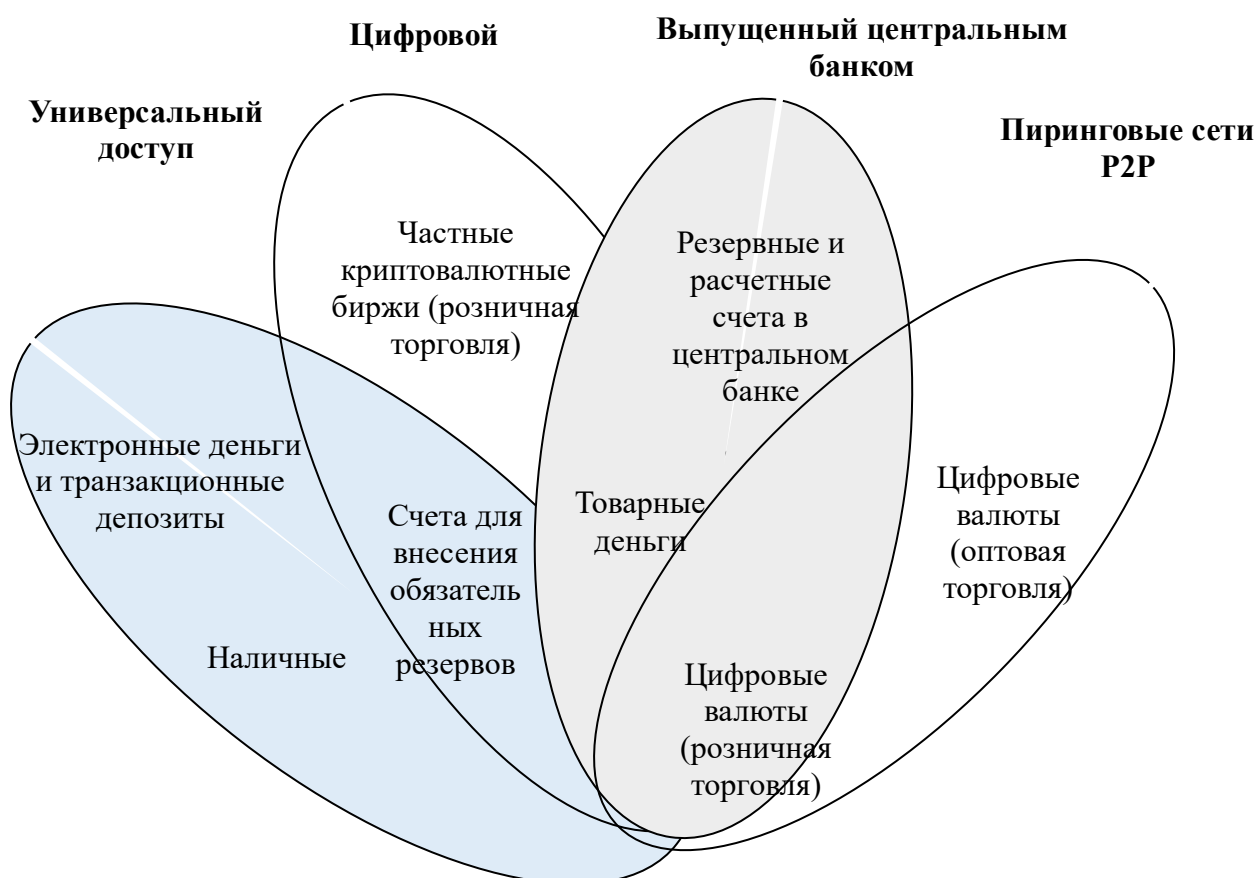 Цифровой
Выпущенный центральным
банком
Универсальный
доступ
Пиринговые сети
P2P
Частные
криптовалютные
биржи (розничная
торговля)
Резервные и
расчетные
счета в
центральном
банке
Электронные деньги
и транзакционные
депозиты
Счета для
внесения
обязатель
ных
резервов
Товарные
деньги
Цифровые
валюты
(оптовая
торговля)
Наличные
Цифровые
валюты
(розничная
торговля)